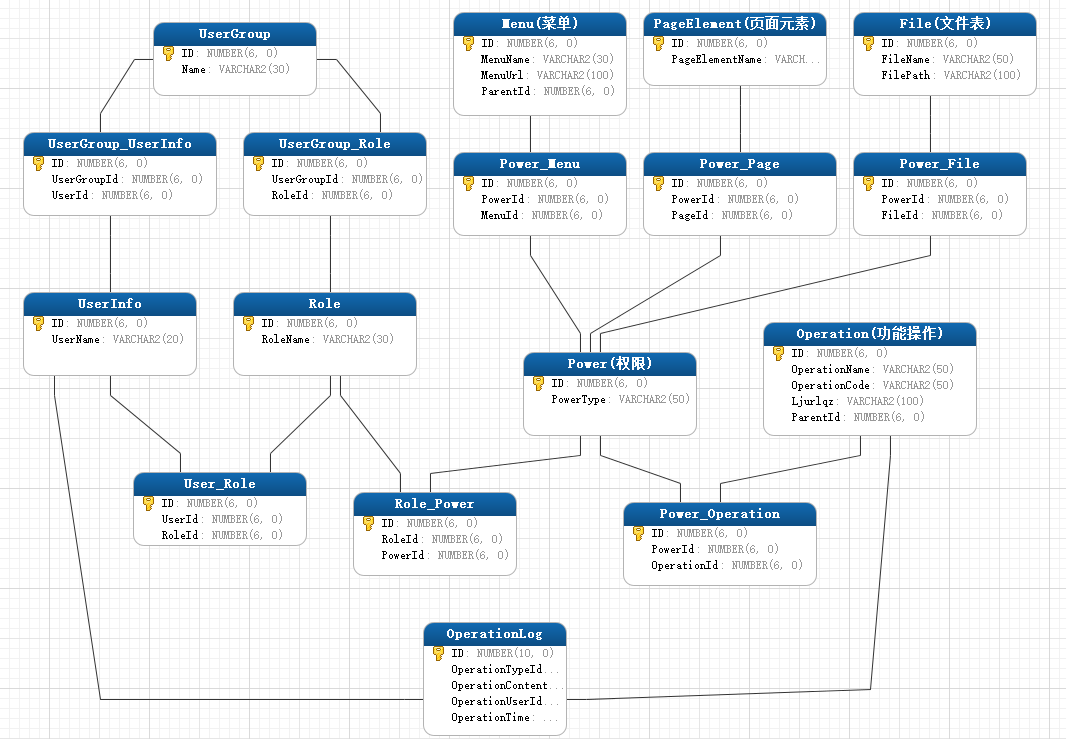 UserGroup
ID: NUMBER(6, 0)
Name: VARCHAR2(30)
Menu(菜单)
ID: NUMBER(6, 0)
MenuName: VARCHAR2(30)
MenuUrl: VARCHAR2(100)
ParentId: NUMBER(6, 0)
PageElement(页面元素)
ID: NUMBER(6, 0)
PageElementName: VARCH...
File(文件表)
ID: NUMBER(6, 0)
FileName: VARCHAR2(50)
FilePath: VARCHAR2(100)
UserGroup_UserInfo
ID: NUMBER(6, 0)
UserGroupId: NUMBER(6, 0)
UserId: NUMBER(6, 0)
UserGroup_Role
ID: NUMBER(6, 0)
UserGroupId: NUMBER(6, 0)
RoleId: NUMBER(6, 0)
Power_Menu
ID: NUMBER(6, 0)
PowerId: NUMBER(6, 0)
MenuId: NUMBER(6, 0)
Power_Page
ID: NUMBER(6, 0)
PowerId: NUMBER(6, 0)
PageId: NUMBER(6, 0)
Power_File
ID: NUMBER(6, 0)
PowerId: NUMBER(6, 0)
FileId: NUMBER(6, 0)
UserInfo
ID: NUMBER(6, 0)
UserName: VARCHAR2(20)
Role
ID: NUMBER(6, 0)
RoleName: VARCHAR2(30)
Power(权限)
ID: NUMBER(6, 0)
PowerType: VARCHAR2(50)
Operation(功能操作)
ID: NUMBER(6, 0)
OperationName: VARCHAR2(50)
OperationCode: VARCHAR2(50)
Ljurlqz: VARCHAR2(100)
ParentId: NUMBER(6, 0)
User_Role
ID: NUMBER(6, 0)
UserId: NUMBER(6, 0)
RoleId: NUMBER(6, 0)
Role_Power
ID: NUMBER(6, 0)
RoleId: NUMBER(6, 0)
PowerId: NUMBER(6, 0)
Power_Operation
ID: NUMBER(6, 0)
PowerId: NUMBER(6, 0)
OperationId: NUMBER(6, 0)
OperationLog
ID: NUMBER(10, 0)
OperationTypeId...
OperationContent...
OperationUserId...
OperationTime: ...